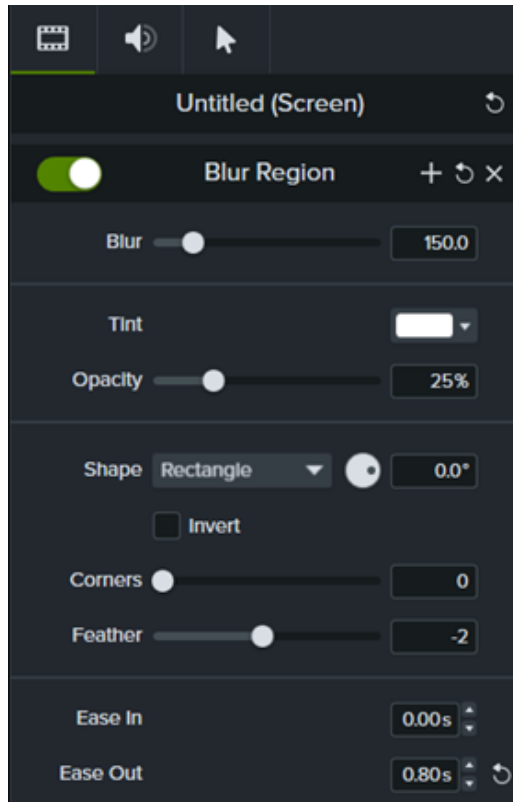 Untitled (Screen)
Blur Region
Blur 150.0
Tint
Opacity 25%
Shape Rectangle 0.0°
Invert
Corners 0
Feather -2
Ease In 0.00s
Ease Out 0.80s